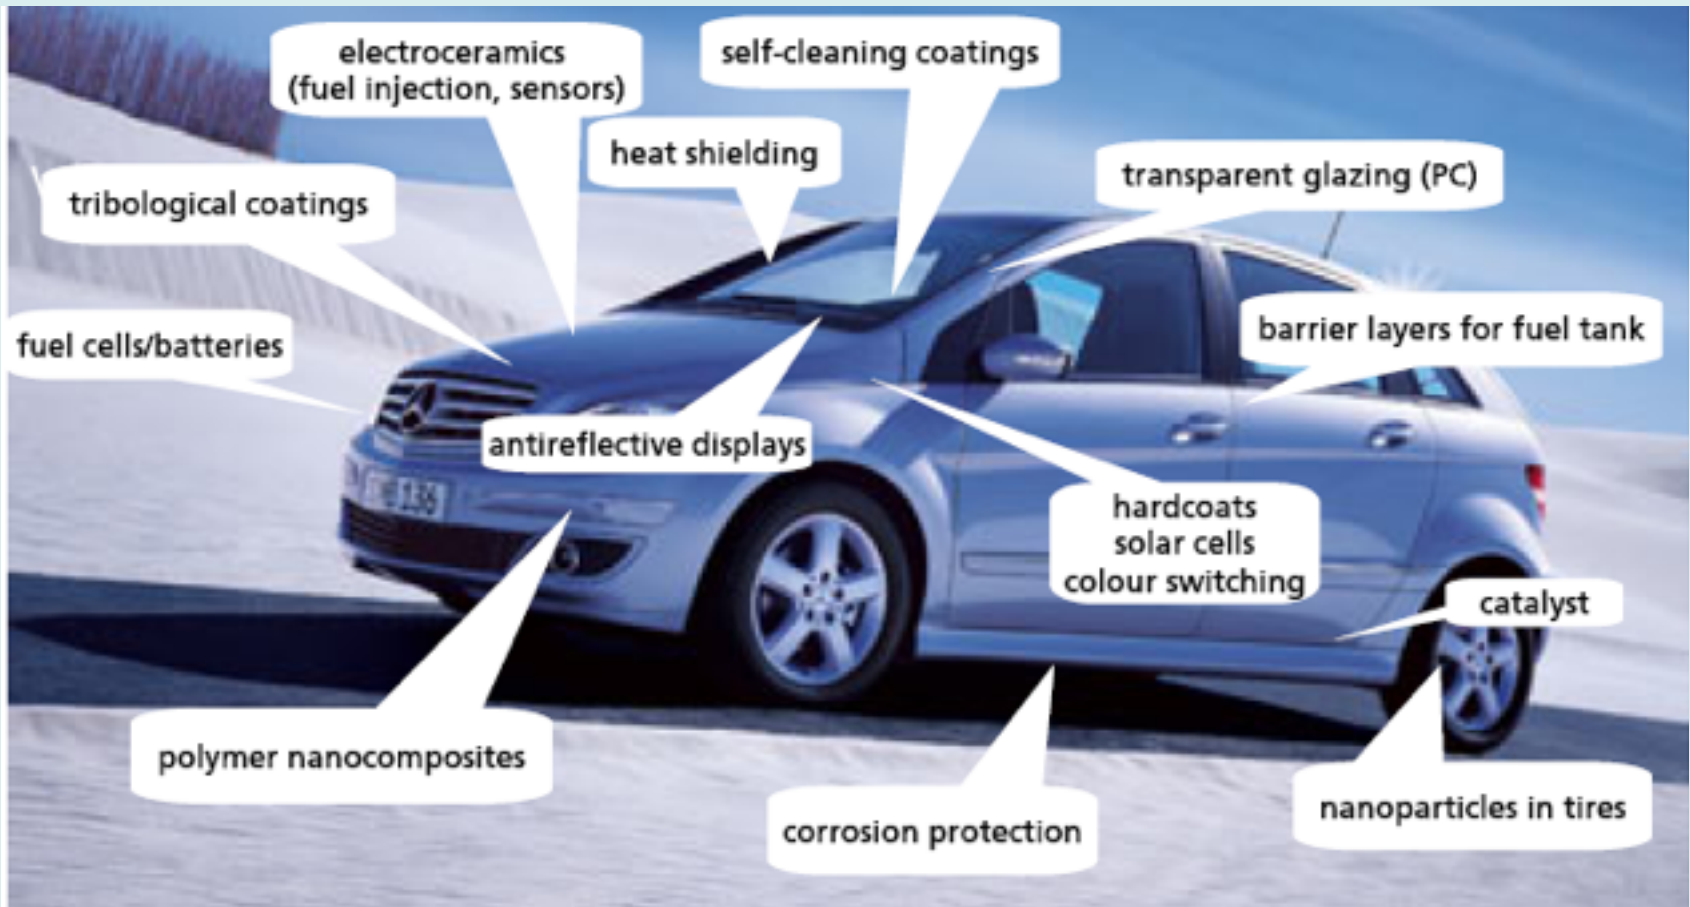 electroceramics
(fuel injection, sensors)
self-cleaning coatings
heat shielding
transparent glazing (PC)
tribological coatings
fuel cells/batteries
barrier layers for fuel tank
antireflective displays
hardcoats
solar cells
colour switching
catalyst
polymer nanocomposites
corrosion protection
nanoparticles in tires